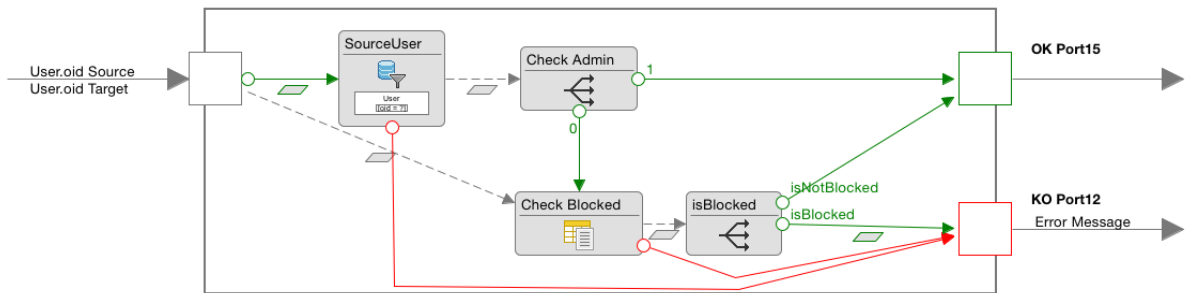 User.oid Source
User.oid Target
SourceUser
User
[oid = ?]
Check Admin
1
0
Check Blocked
isBlocked
isNotBlocked
isBlocked
OK Port15
KO Port12
Error Message